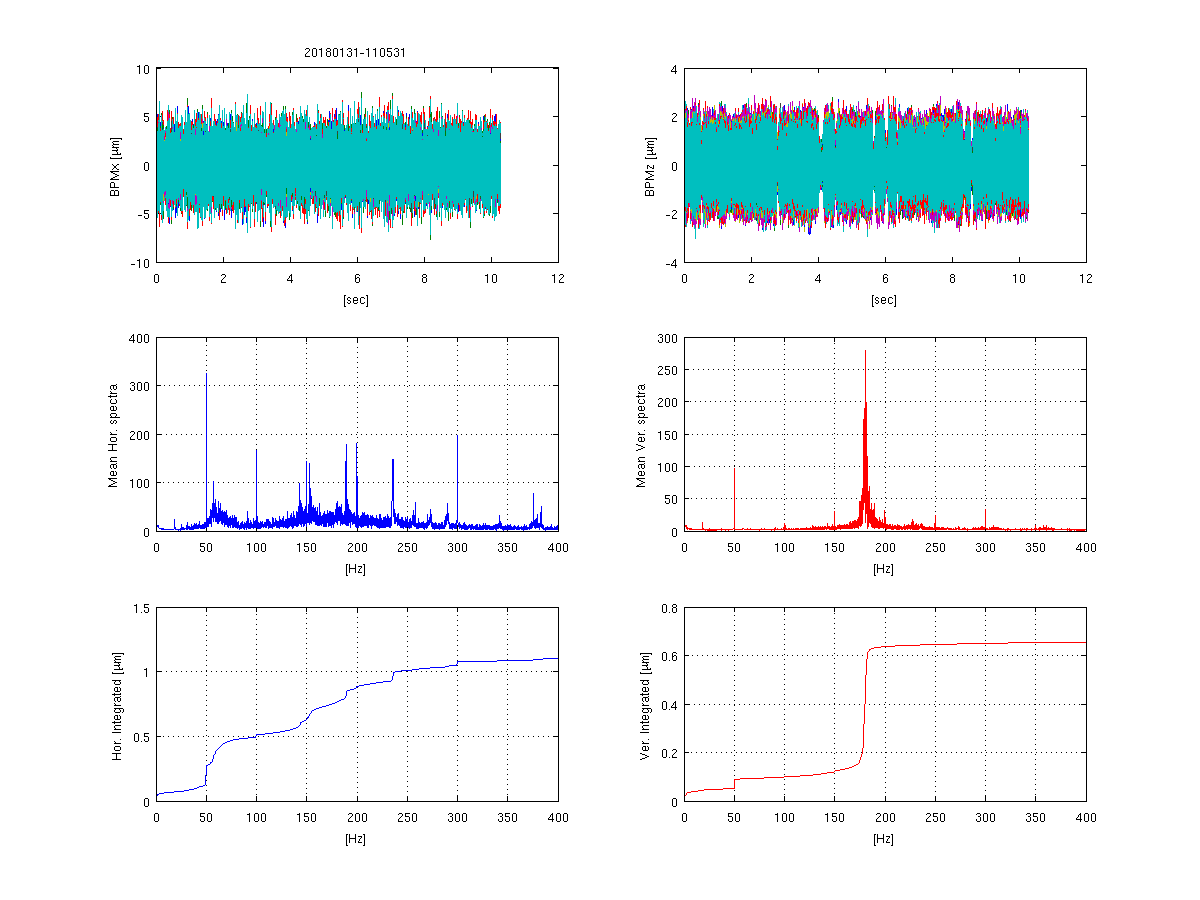 20180131-110531
10
5
0
-5
-10
BPMx [µm]
0 2 4 6 8 10 12
[sec]
4
2
0
-2
-4
BPMz [µm]
0 2 4 6 8 10 12
[sec]
400
300
200
100
0
Mean Hor. spectra
0 50 100 150 200 250 300 350 400
[Hz]
300
250
200
150
100
50
0
Mean Ver. spectra
0 50 100 150 200 250 300 350 400
[Hz]
1.5
1
0.5
0
Hor. Integrated [µm]
0 50 100 150 200 250 300 350 400
[Hz]
0.8
0.6
0.4
0.2
0
Ver. Integrated [µm]
0 50 100 150 200 250 300 350 400
[Hz]